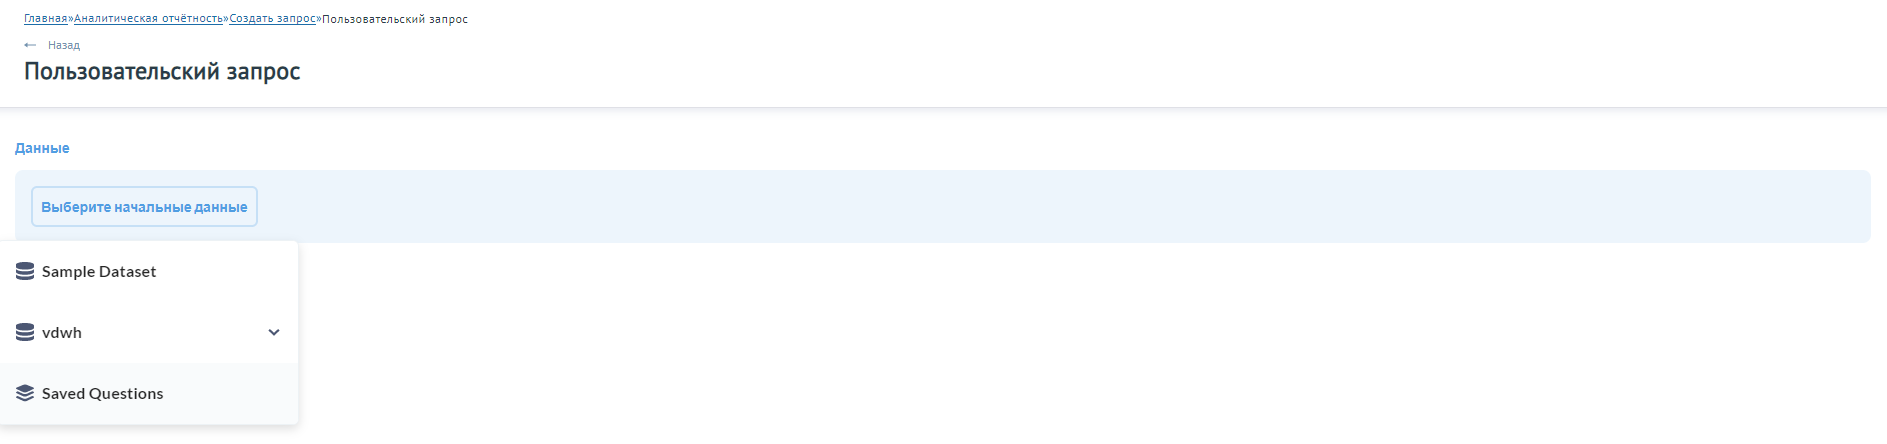 Главная»Аналитическая отчётность»Создать запрос»Пользовательский запрос
← Назад
Пользовательский запрос
Данные
Выберите начальные данные
Sample Dataset
vdwh
Saved Questions